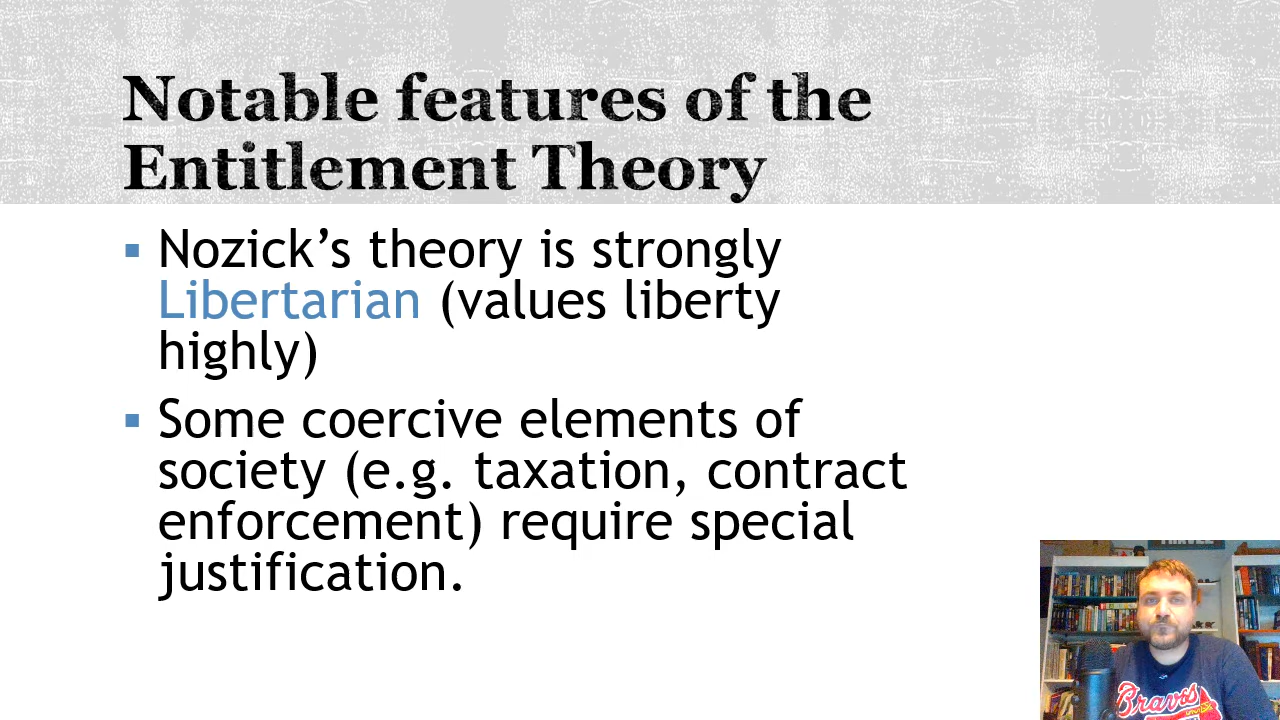 Notable features of the
Entitlement Theory
▪ Nozick’s theory is strongly
Libertarian (values liberty
highly)
▪ Some coercive elements of
society (e.g. taxation, contract
enforcement) require special
justification.
TRAVEL
Braves